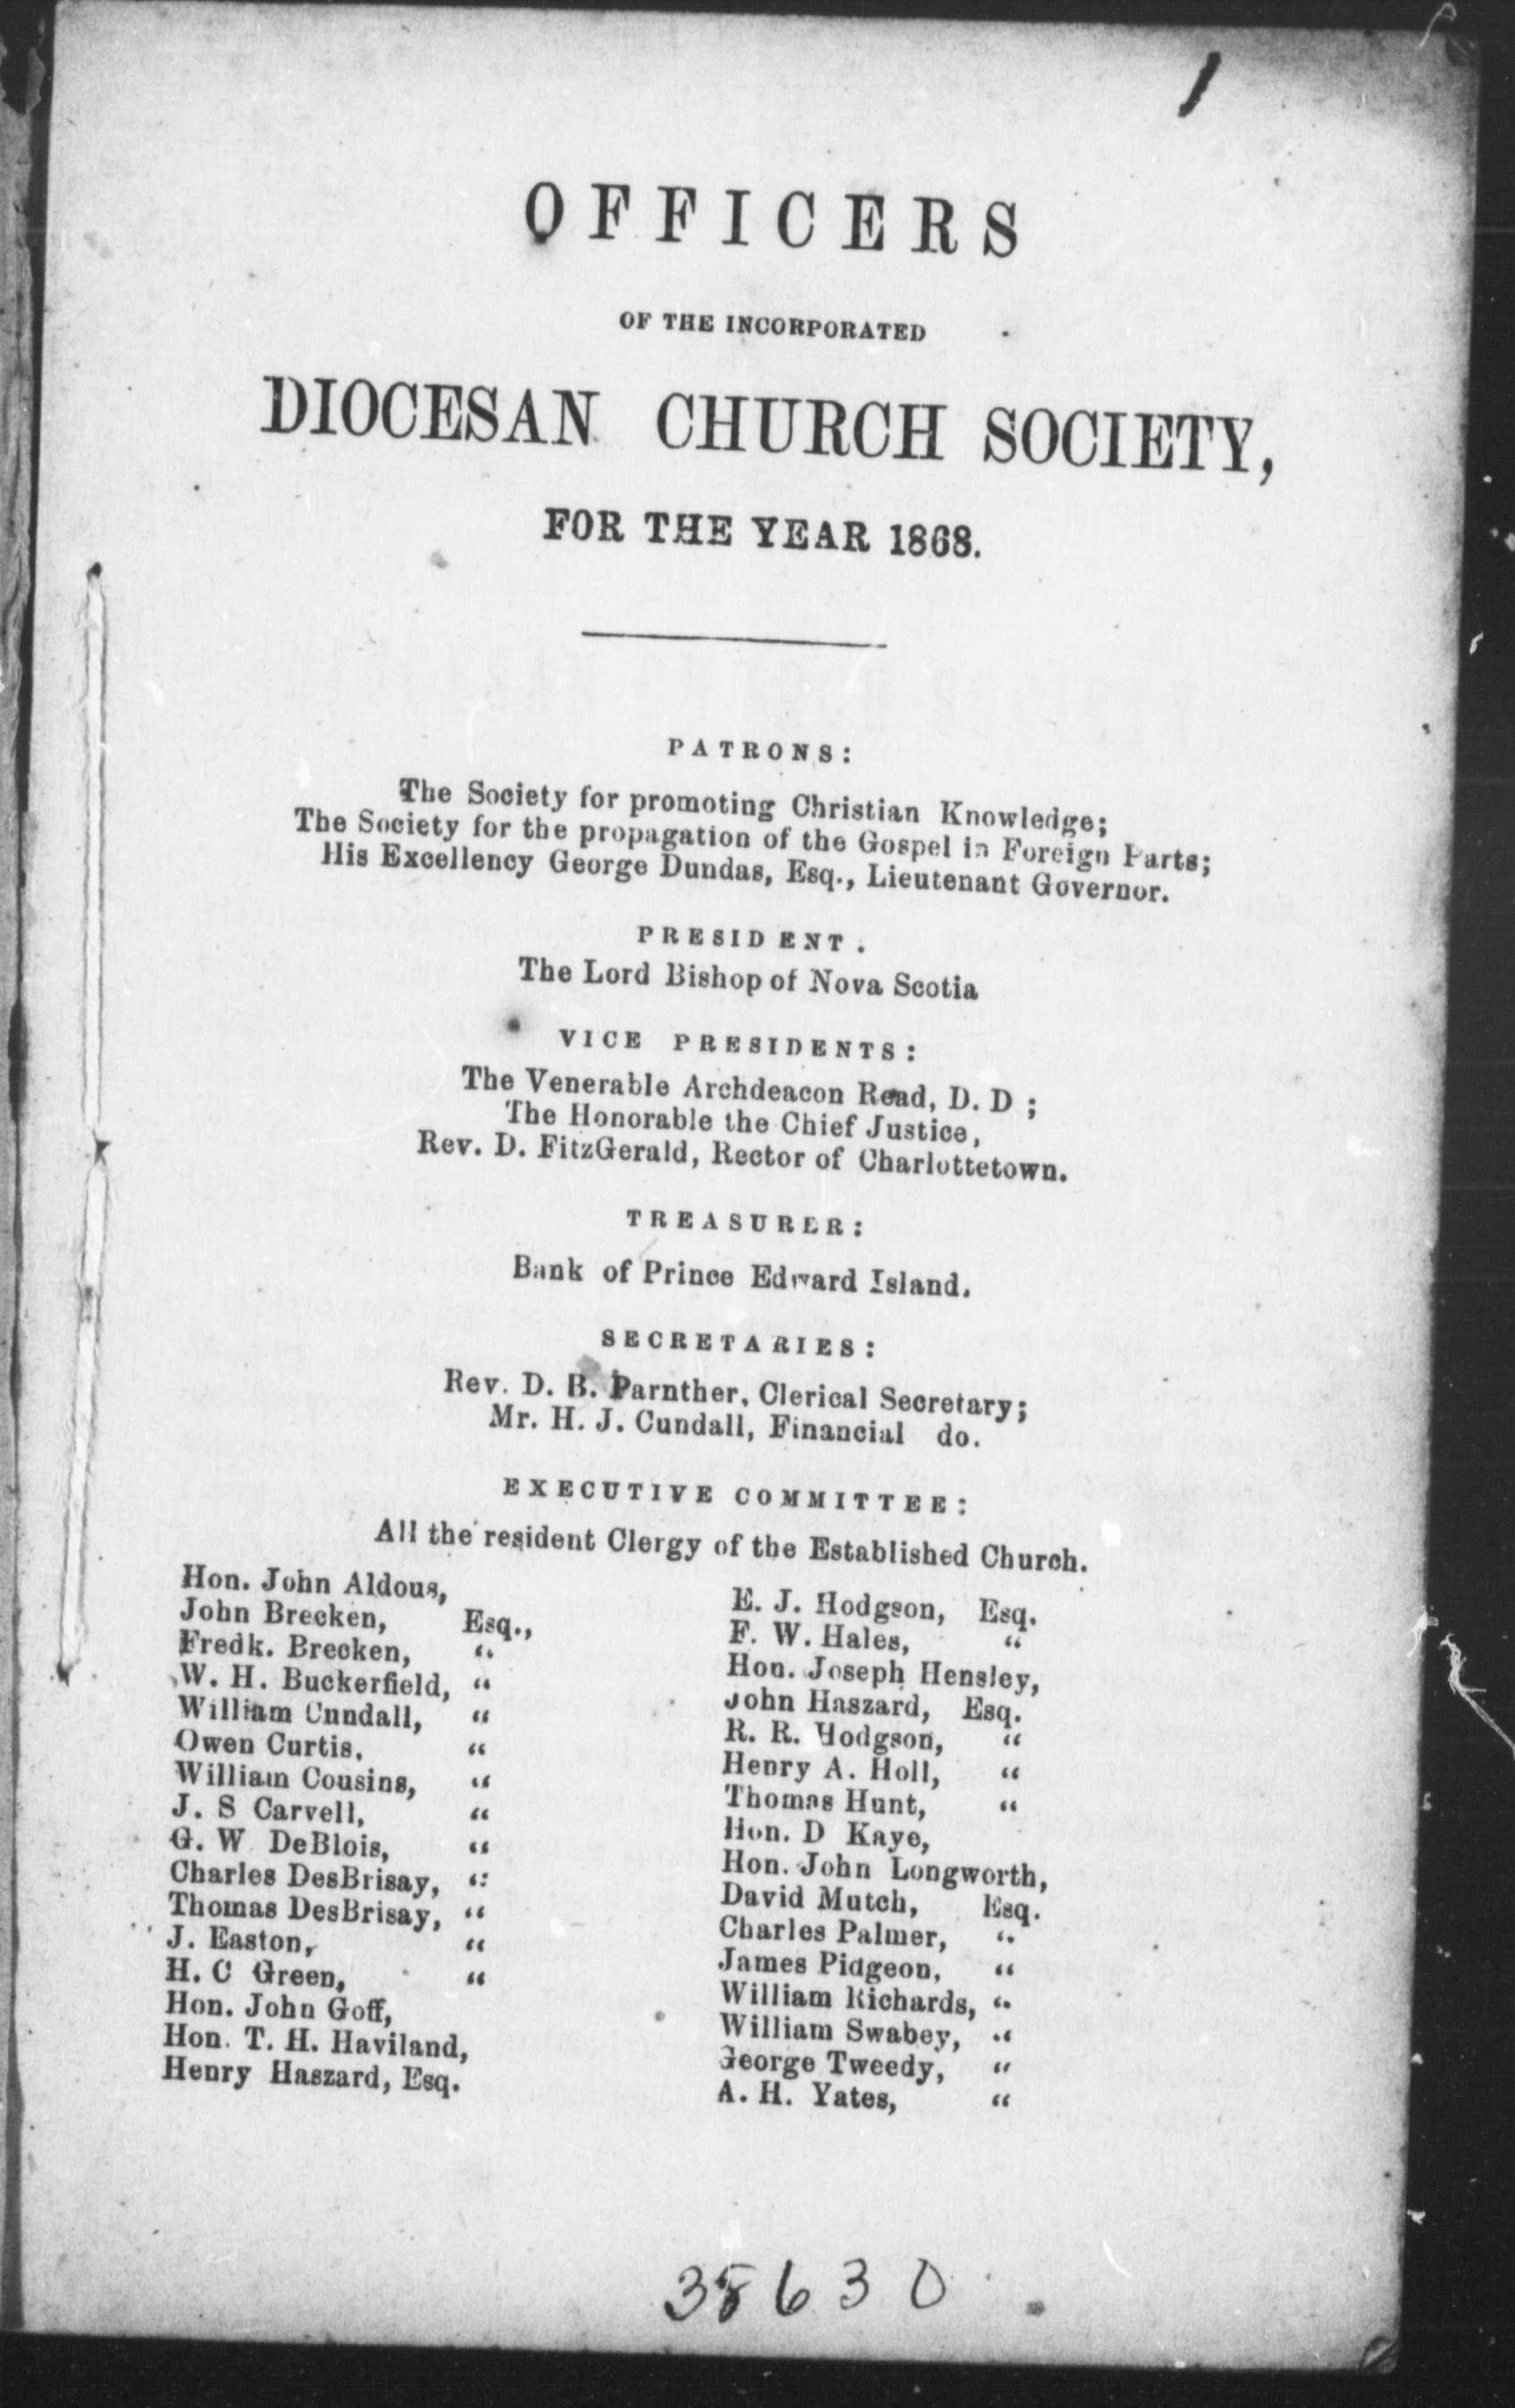 1
OFFICERS
OF THE INCORPORATED
DIOCESAN CHURCH SOCIETY,
FOR THE YEAR 1868.
PATRONS:
The Society for promoting Christian Knowledge;
The Society for the propagation of the Gospel in Foreign Parts;
His Excellency George Dundas, Esq., Lieutenant Governor.
PRESIDENT.
The Lord Bishop of Nova Scotia
VICE PRESIDENTS:
The Venerable Archdeacon Read, D. D ;
The Honorable the Chief Justice,
Rev. D. FitzGerald, Rector of Charlottetown.
TREASURER:
Bank of Prince Edward Island.
SECRETARIES:
Rev. D. B. Parnther, Clerical Secretary;
Mr. H. J. Cundall, Financial do.
EXECUTIVE COMMITTEE:
All the resident Clergy of the Established Church.
Hon. John Aldous,
John Brecken, Esq.,
Fredk. Brecken, "
W. H. Buckerfield, "
William Cundall, "
Owen Curtis, "
William Cousins, "
J. S Carvell, "
G. W DeBlois, "
Charles DesBrisay, "
Thomas DesBrisay, "
J. Easton, "
H. C Green, "
Hon. John Goff,
Hon. T. H. Haviland,
Henry Haszard, Esq.
E. J. Hodgson, Esq.
F. W. Hales, "
Hon. Joseph Hensley,
John Haszard, Esq.
R. R. Hodgson, "
Henry A. Holl, "
Thomas Hunt, "
Hon. D Kaye,
Hon. John Longworth,
David Mutch, Esq.
Charles Palmer, "
James Pidgeon, "
William Richards, "
William Swabey, "
George Tweedy, "
A. H. Yates, "
38630